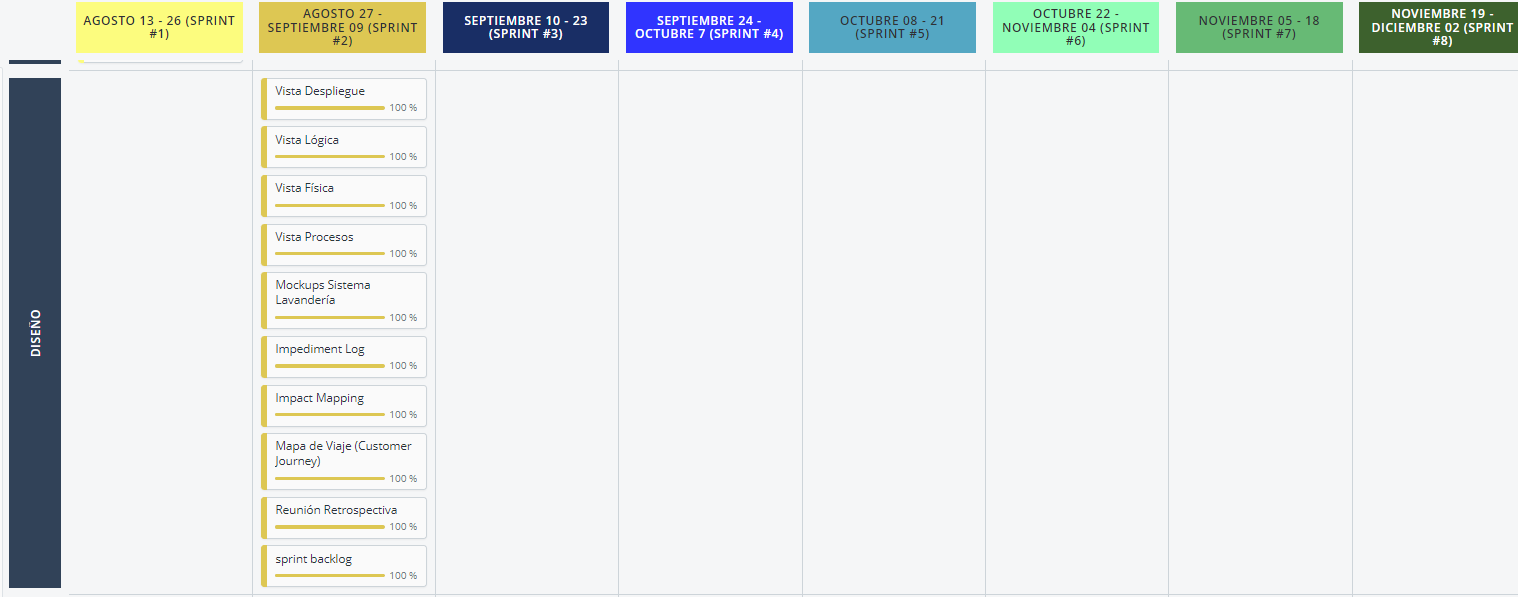 AGOSTO 13 - 26 (SPRINT
#1)
AGOSTO 27 -
SEPTIEMBRE 09 (SPRINT
#2)
SEPTIEMBRE 10 - 23
(SPRINT #3)
SEPTIEMBRE 24 -
OCTUBRE 7 (SPRINT #4)
OCTUBRE 08 - 21
(SPRINT #5)
OCTUBRE 22 -
NOVIEMBRE 04 (SPRINT
#6)
NOVIEMBRE 05 - 18
(SPRINT #7)
NOVIEMBRE 19 -
DICIEMBRE 02 (SPRINT
#8)
DISEÑO
Vista Despliegue
100 %
Vista Lógica
100 %
Vista Física
100 %
Vista Procesos
100 %
Mockups Sistema
Lavandería
100 %
Impediment Log
100 %
Impact Mapping
100 %
Mapa de Viaje (Customer
Journey)
100 %
Reunión Retrospectiva
100 %
sprint backlog
100 %